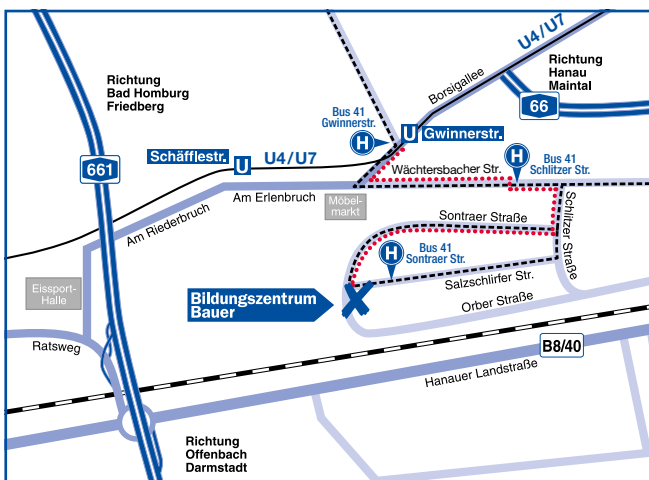 U4/U7
Richtung
Bad Homburg
Friedberg
Borsigallee
Richtung
Hanau
Maintal
66
Bus 41
Gwinnerstr.
H
U
Gwinnerstr.
Schäfflestr.
U
U4/U7
661
H
Bus 41
Schlitzer Str.
Wächtersbacher Str.
Am Erlenbruch
Möbel-
markt
Am Riederbruch
Schlitzer Straße
Sontraer Straße
H
Bus 41
Sontraer Str.
Eissport-
Halle
Salzschlirfer Str.
Bildungszentrum
Bauer
Orber Straße
Ratsweg
B8/40
Hanauer Landstraße
Richtung
Offenbach
Darmstadt